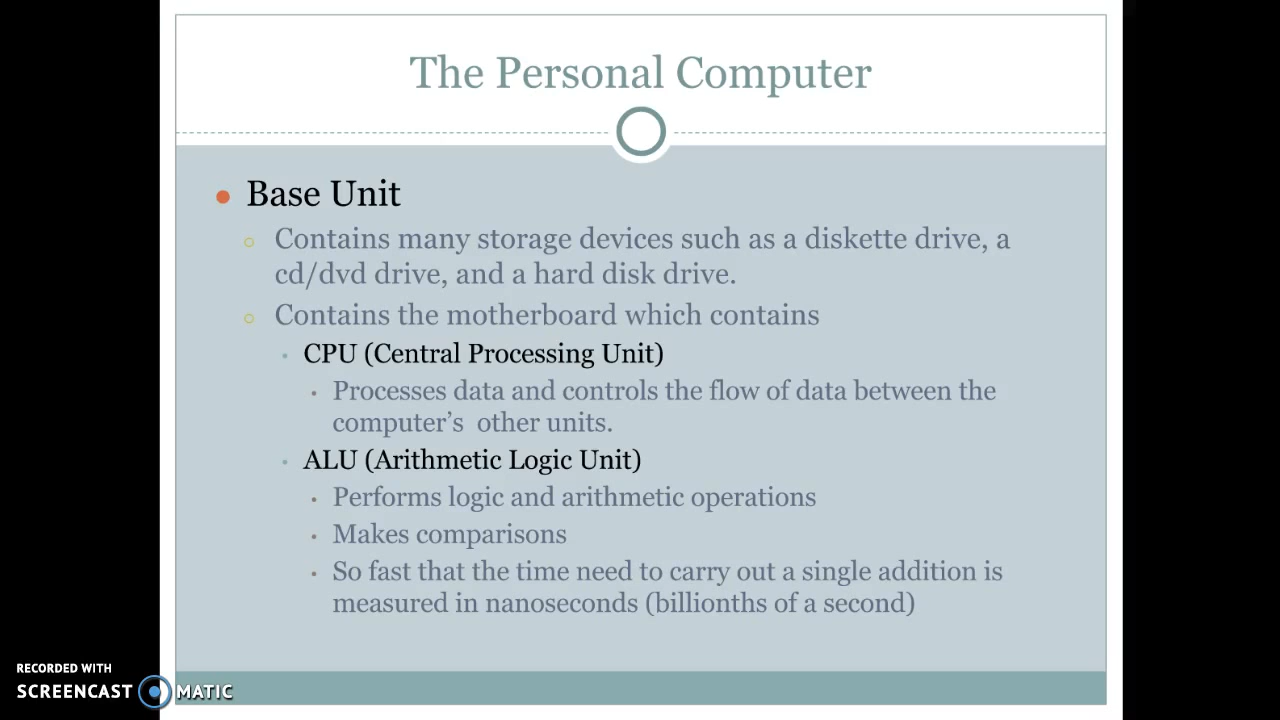 The Personal Computer
Base Unit
Contains many storage devices such as a diskette drive, a
cd/dvd drive, and a hard disk drive.
Contains the motherboard which contains
CPU (Central Processing Unit)
Processes data and controls the flow of data between the
computer’s other units.
ALU (Arithmetic Logic Unit)
Performs logic and arithmetic operations
Makes comparisons
So fast that the time need to carry out a single addition is
measured in nanoseconds (billionths of a second)
RECORDED WITH
SCREENCAST MATIC